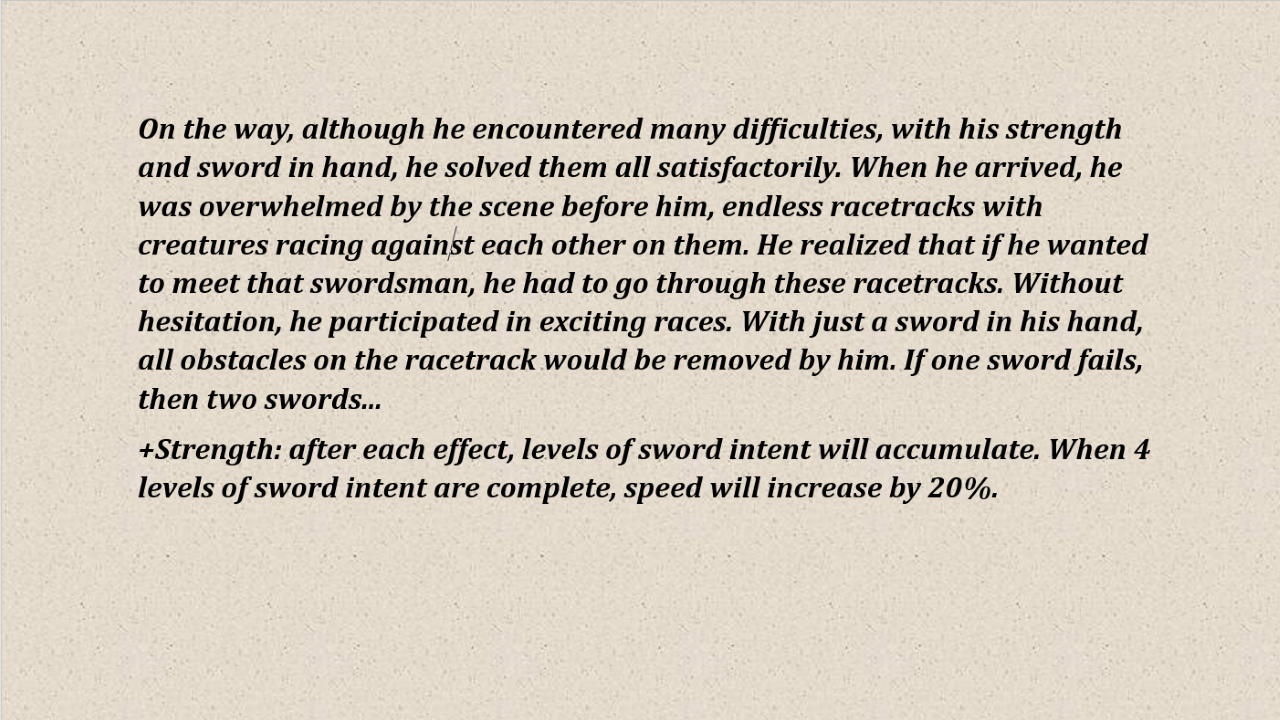 On the way, although he encountered many difficulties, with his strength
and sword in hand, he solved them all satisfactorily. When he arrived, he
was overwhelmed by the scene before him, endless racetracks with
creatures racing against each other on them. He realized that if he wanted
to meet that swordsman, he had to go through these racetracks. Without
hesitation, he participated in exciting races. With just a sword in his hand,
all obstacles on the racetrack would be removed by him. If one sword fails,
then two swords...
+Strength: after each effect, levels of sword intent will accumulate. When 4
levels of sword intent are complete, speed will increase by 20%.